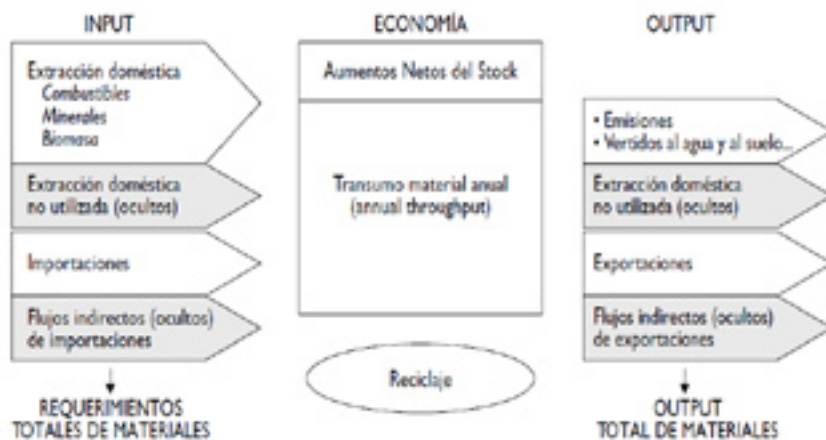 INPUT
Extracción doméstica
Combustibles
Minerales
Biomasa
Extracción doméstica
no utilizada (ocultos)
Importaciones
Flujos indirectos (ocultos)
de importaciones
REQUERIMIENTOS
TOTALES DE MATERIALES
ECONOMÍA
Aumentos Netos del Stock
Transumo material anual
(annual throughput)
Reciclaje
OUTPUT
• Emisiones
• Vertidos al agua y al suelo...
Extracción doméstica
no utilizada (ocultos)
Exportaciones
Flujos indirectos (ocultos)
de exportaciones
OUTPUT
TOTAL DE MATERIALES